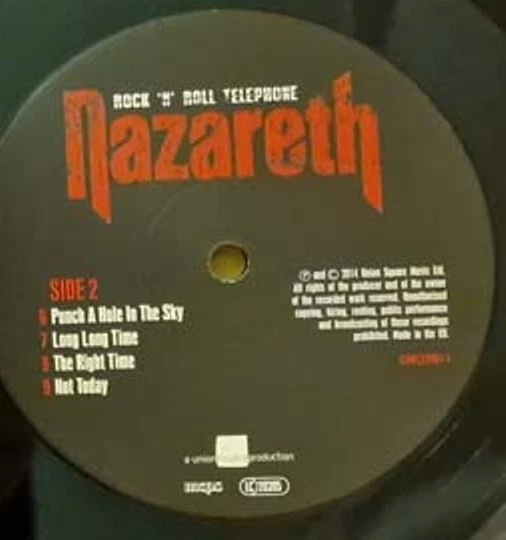 ROCK 'N' ROLL TELEPHONE
Nazareth
SIDE 2
6 Punch A Hole In The Sky
7 Long Long Time
8 The Right Time
9 Not Today
℗ and © 2014 Union Square Music Ltd.
All rights of the producer and of the owner
of the recorded work reserved. Unauthorised
copying, hiring, renting, public performance
and broadcasting of these recordings
prohibited. Made in the UK.
a union production
mcps